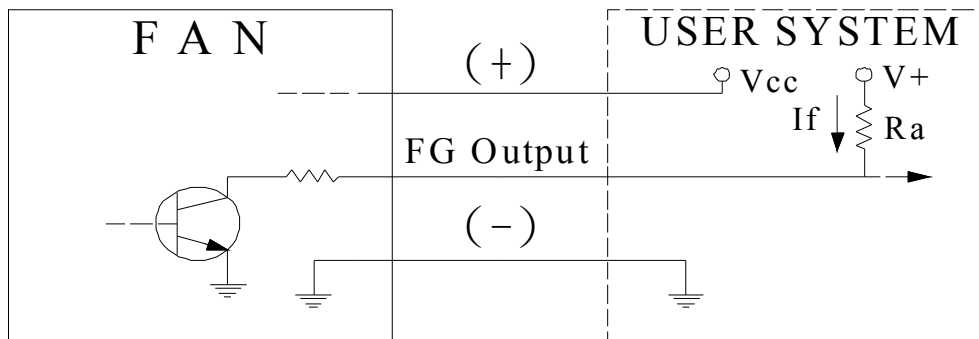 F A N
USER SYSTEM
(+)
Vcc
V+
If
Ra
FG Output
(-)